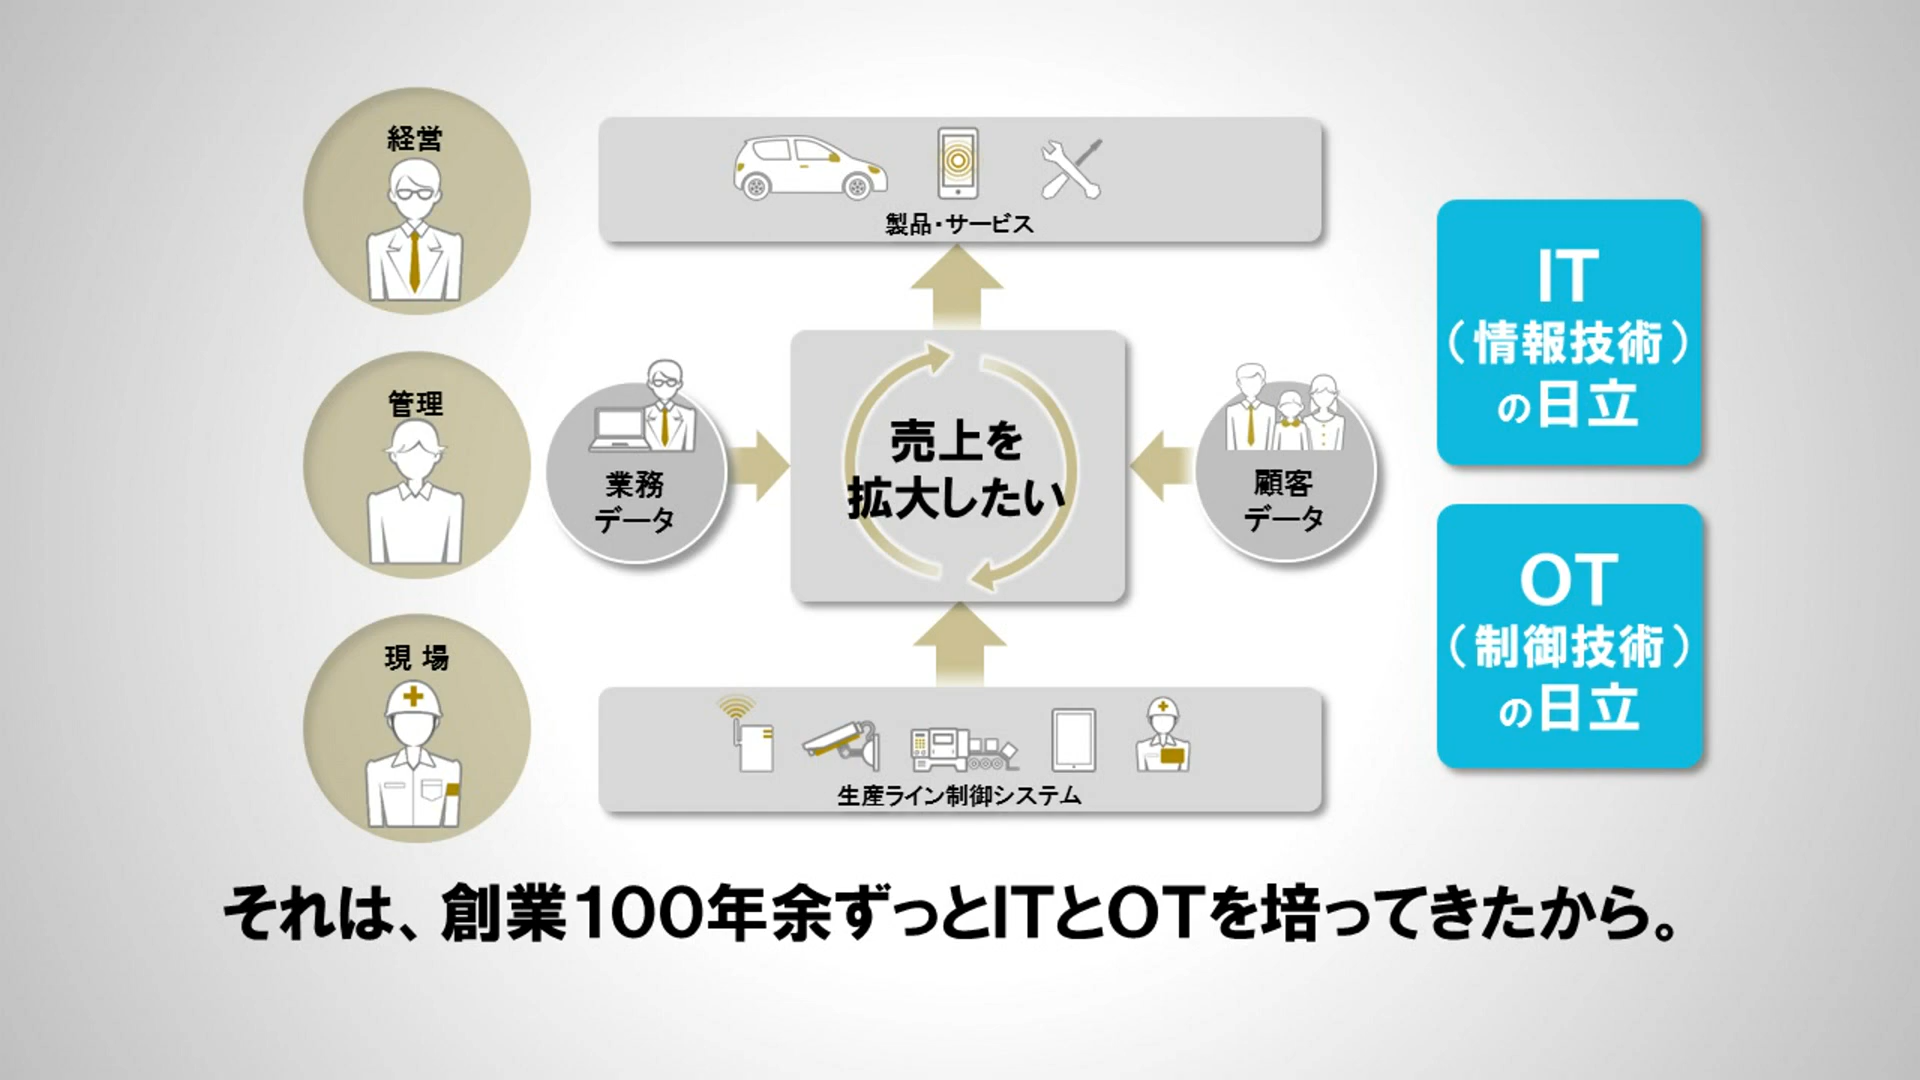 経営
製品・サービス
管理
業務
データ
売上を
拡大したい
顧客
データ
現場
生産ライン制御システム
IT
（情報技術）
の日立
OT
（制御技術）
の日立
それは、創業100年余ずっとITとOTを培ってきたから。